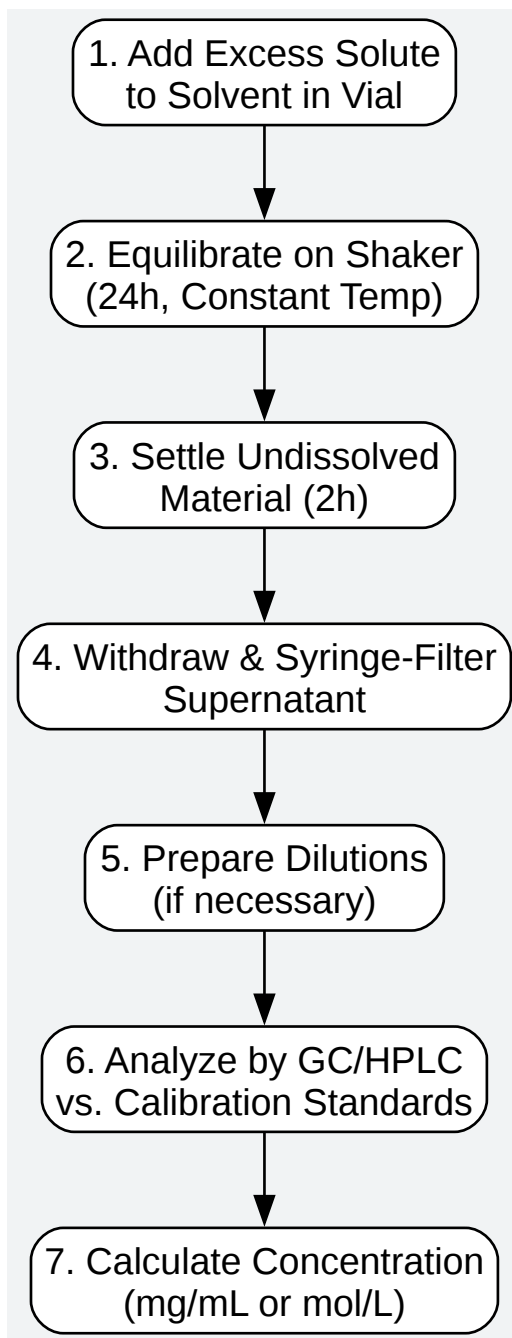 1. Add Excess Solute
to Solvent in Vial
2. Equilibrate on Shaker
(24h, Constant Temp)
3. Settle Undissolved
Material (2h)
4. Withdraw & Syringe-Filter
Supernatant
5. Prepare Dilutions
(if necessary)
6. Analyze by GC/HPLC
vs. Calibration Standards
7. Calculate Concentration
(mg/mL or mol/L)